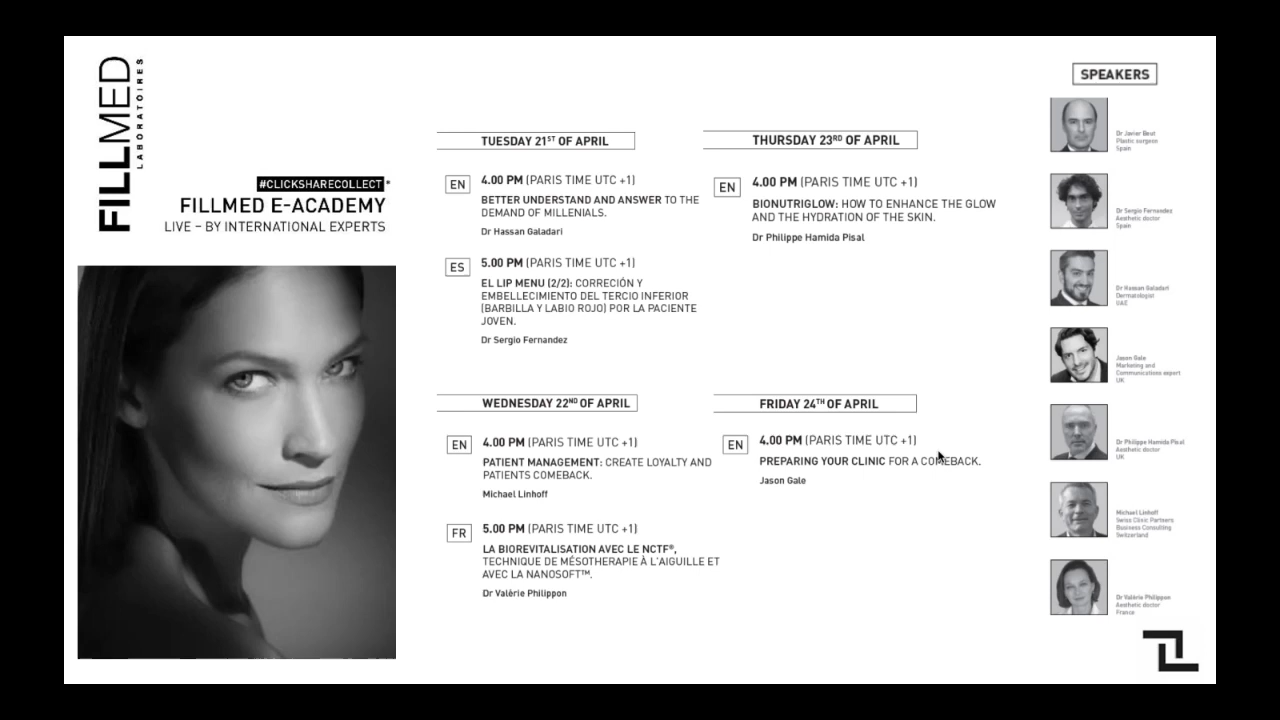 FILLMED
LABORATOIRES
#CLICKSHARECOLLECT*
FILLMED E-ACADEMY
LIVE – BY INTERNATIONAL EXPERTS
TUESDAY 21ST OF APRIL
EN
4.00 PM (PARIS TIME UTC +1)
BETTER UNDERSTAND AND ANSWER TO THE
DEMAND OF MILLENIALS.
Dr Hassan Galadari
ES
5.00 PM (PARIS TIME UTC +1)
EL LIP MENU (2/2): CORRECIÓN Y
EMBELLECIMIENTO DEL TERCIO INFERIOR
(BARBILLA Y LABIO ROJO) POR LA PACIENTE
JOVEN.
Dr Sergio Fernandez
WEDNESDAY 22ND OF APRIL
EN
4.00 PM (PARIS TIME UTC +1)
PATIENT MANAGEMENT: CREATE LOYALTY AND
PATIENTS COMEBACK.
Michael Linhoff
FR
5.00 PM (PARIS TIME UTC +1)
LA BIOREVITALISATION AVEC LE NCTF®,
TECHNIQUE DE MÉSOTHERAPIE À L'AIGUILLE ET
AVEC LA NANOSOFT™.
Dr Valérie Philippon
THURSDAY 23RD OF APRIL
EN
4.00 PM (PARIS TIME UTC +1)
BIONUTRIGLOW: HOW TO ENHANCE THE GLOW
AND THE HYDRATION OF THE SKIN.
Dr Philippe Hamida Pisal
FRIDAY 24TH OF APRIL
EN
4.00 PM (PARIS TIME UTC +1)
PREPARING YOUR CLINIC FOR A COMEBACK.
Jason Gale
SPEAKERS
Dr Javier Beut
Plastic surgeon
Spain
Dr Sergio Fernandez
Aesthetic doctor
Spain
Dr Hassan Galadari
Dermatologist
UAE
Jason Gale
Marketing and
Communications expert
UK
Dr Philippe Hamida Pisal
Aesthetic doctor
UK
Michael Linhoff
Swiss Clinic Partners
Business Consulting
Switzerland
Dr Valérie Philippon
Aesthetic doctor
France